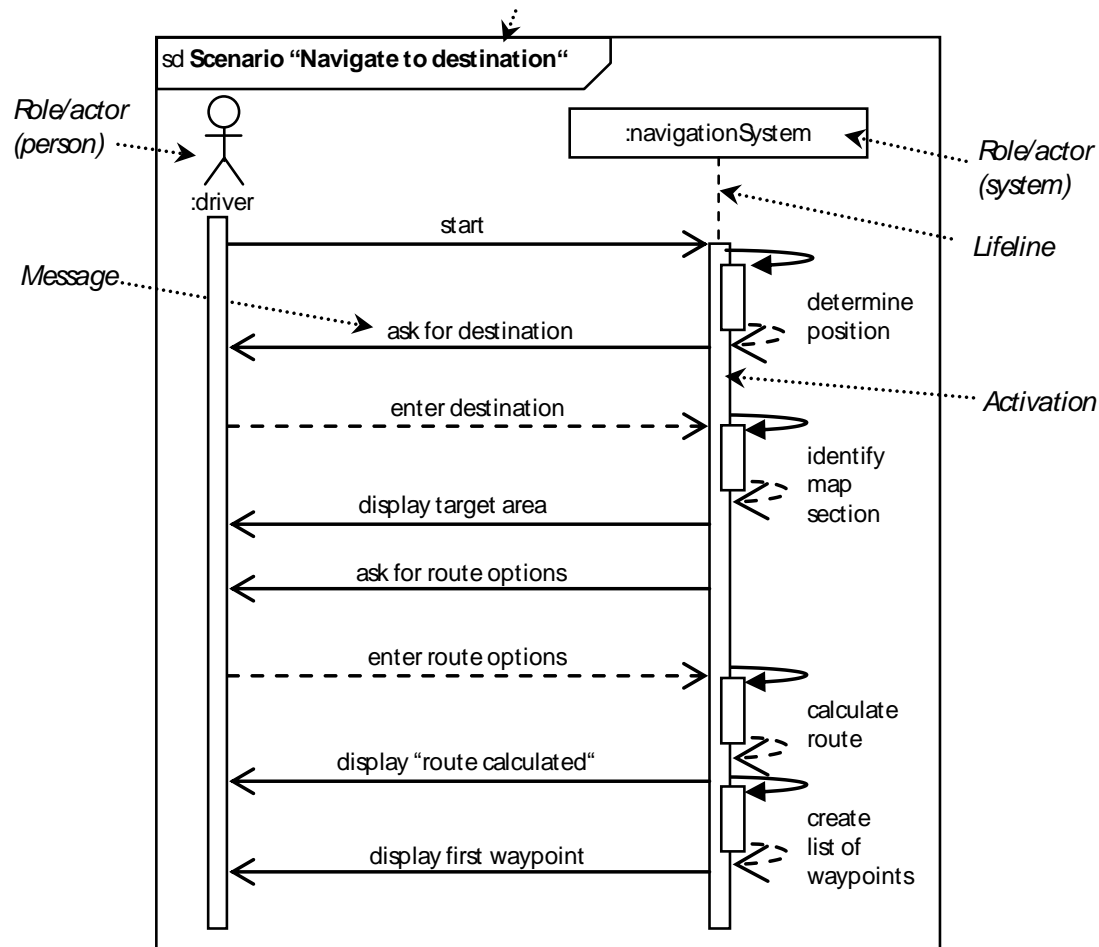 sd Scenario “Navigate to destination“
Role/actor
(person)
:navigationSystem
Role/actor
(system)
:driver
start
Lifeline
Message
determine
position
ask for destination
Activation
enter destination
identify
map
section
display target area
ask for route options
enter route options
calculate
route
display “route calculated“
create
list of
waypoints
display first waypoint